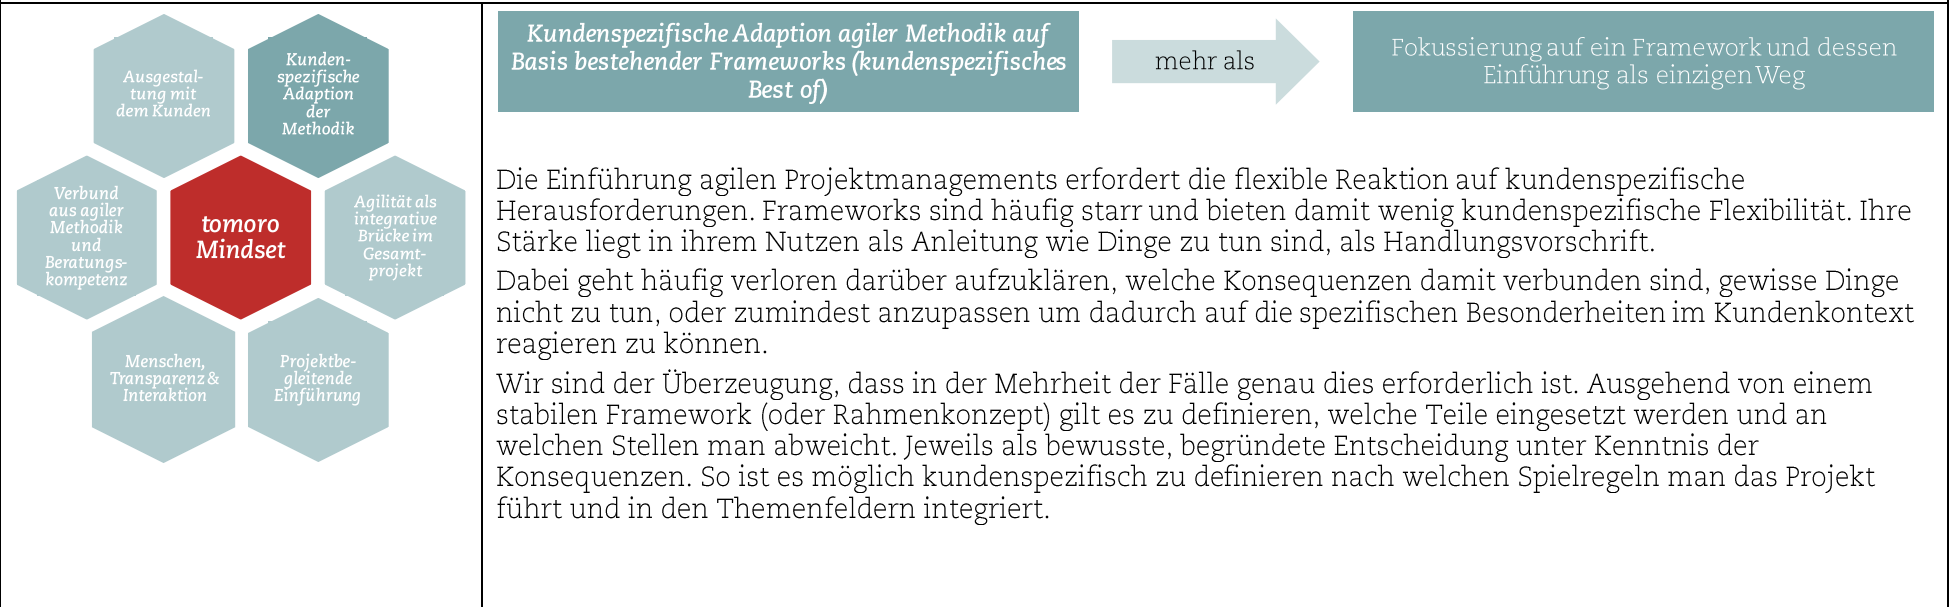 Ausgestal-
tung mit
dem Kunden
Kunden-
spezifische
Adaption
der
Methodik
Verbund
aus agiler
Methodik
und
Beratungs-
kompetenz
tomoro
Mindset
Agilität als
integrative
Brücke im
Gesamt-
projekt
Menschen,
Transparenz &
Interaktion
Projektbe-
gleitende
Einführung
Kundenspezifische Adaption agiler Methodik auf
Basis bestehender Frameworks (kundenspezifisches
Best of)
mehr als
Fokussierung auf ein Framework und dessen
Einführung als einzigen Weg
Die Einführung agilen Projektmanagements erfordert die flexible Reaktion auf kundenspezifische
Herausforderungen. Frameworks sind häufig starr und bieten damit wenig kundenspezifische Flexibilität. Ihre
Stärke liegt in ihrem Nutzen als Anleitung wie Dinge zu tun sind, als Handlungsvorschrift.
Dabei geht häufig verloren darüber aufzuklären, welche Konsequenzen damit verbunden sind, gewisse Dinge
nicht zu tun, oder zumindest anzupassen um dadurch auf die spezifischen Besonderheiten im Kundenkontext
reagieren zu können.
Wir sind der Überzeugung, dass in der Mehrheit der Fälle genau dies erforderlich ist. Ausgehend von einem
stabilen Framework (oder Rahmenkonzept) gilt es zu definieren, welche Teile eingesetzt werden und an
welchen Stellen man abweicht. Jeweils als bewusste, begründete Entscheidung unter Kenntnis der
Konsequenzen. So ist es möglich kundenspezifisch zu definieren nach welchen Spielregeln man das Projekt
führt und in den Themenfeldern integriert.